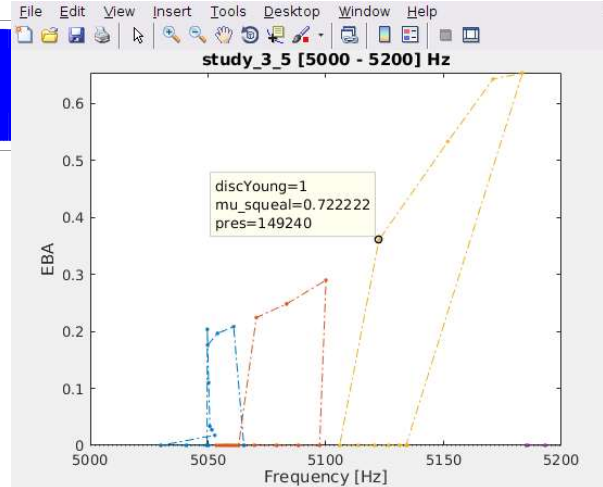 File Edit View Insert Tools Desktop Window Help
study_3_5 [5000 - 5200] Hz
0.6
0.5
discYoung=1
mu_squeal=0.722222
pres=149240
0.4
EBA
0.3
0.2
0.1
0
5000 5050 5100 5150 5200
Frequency [Hz]